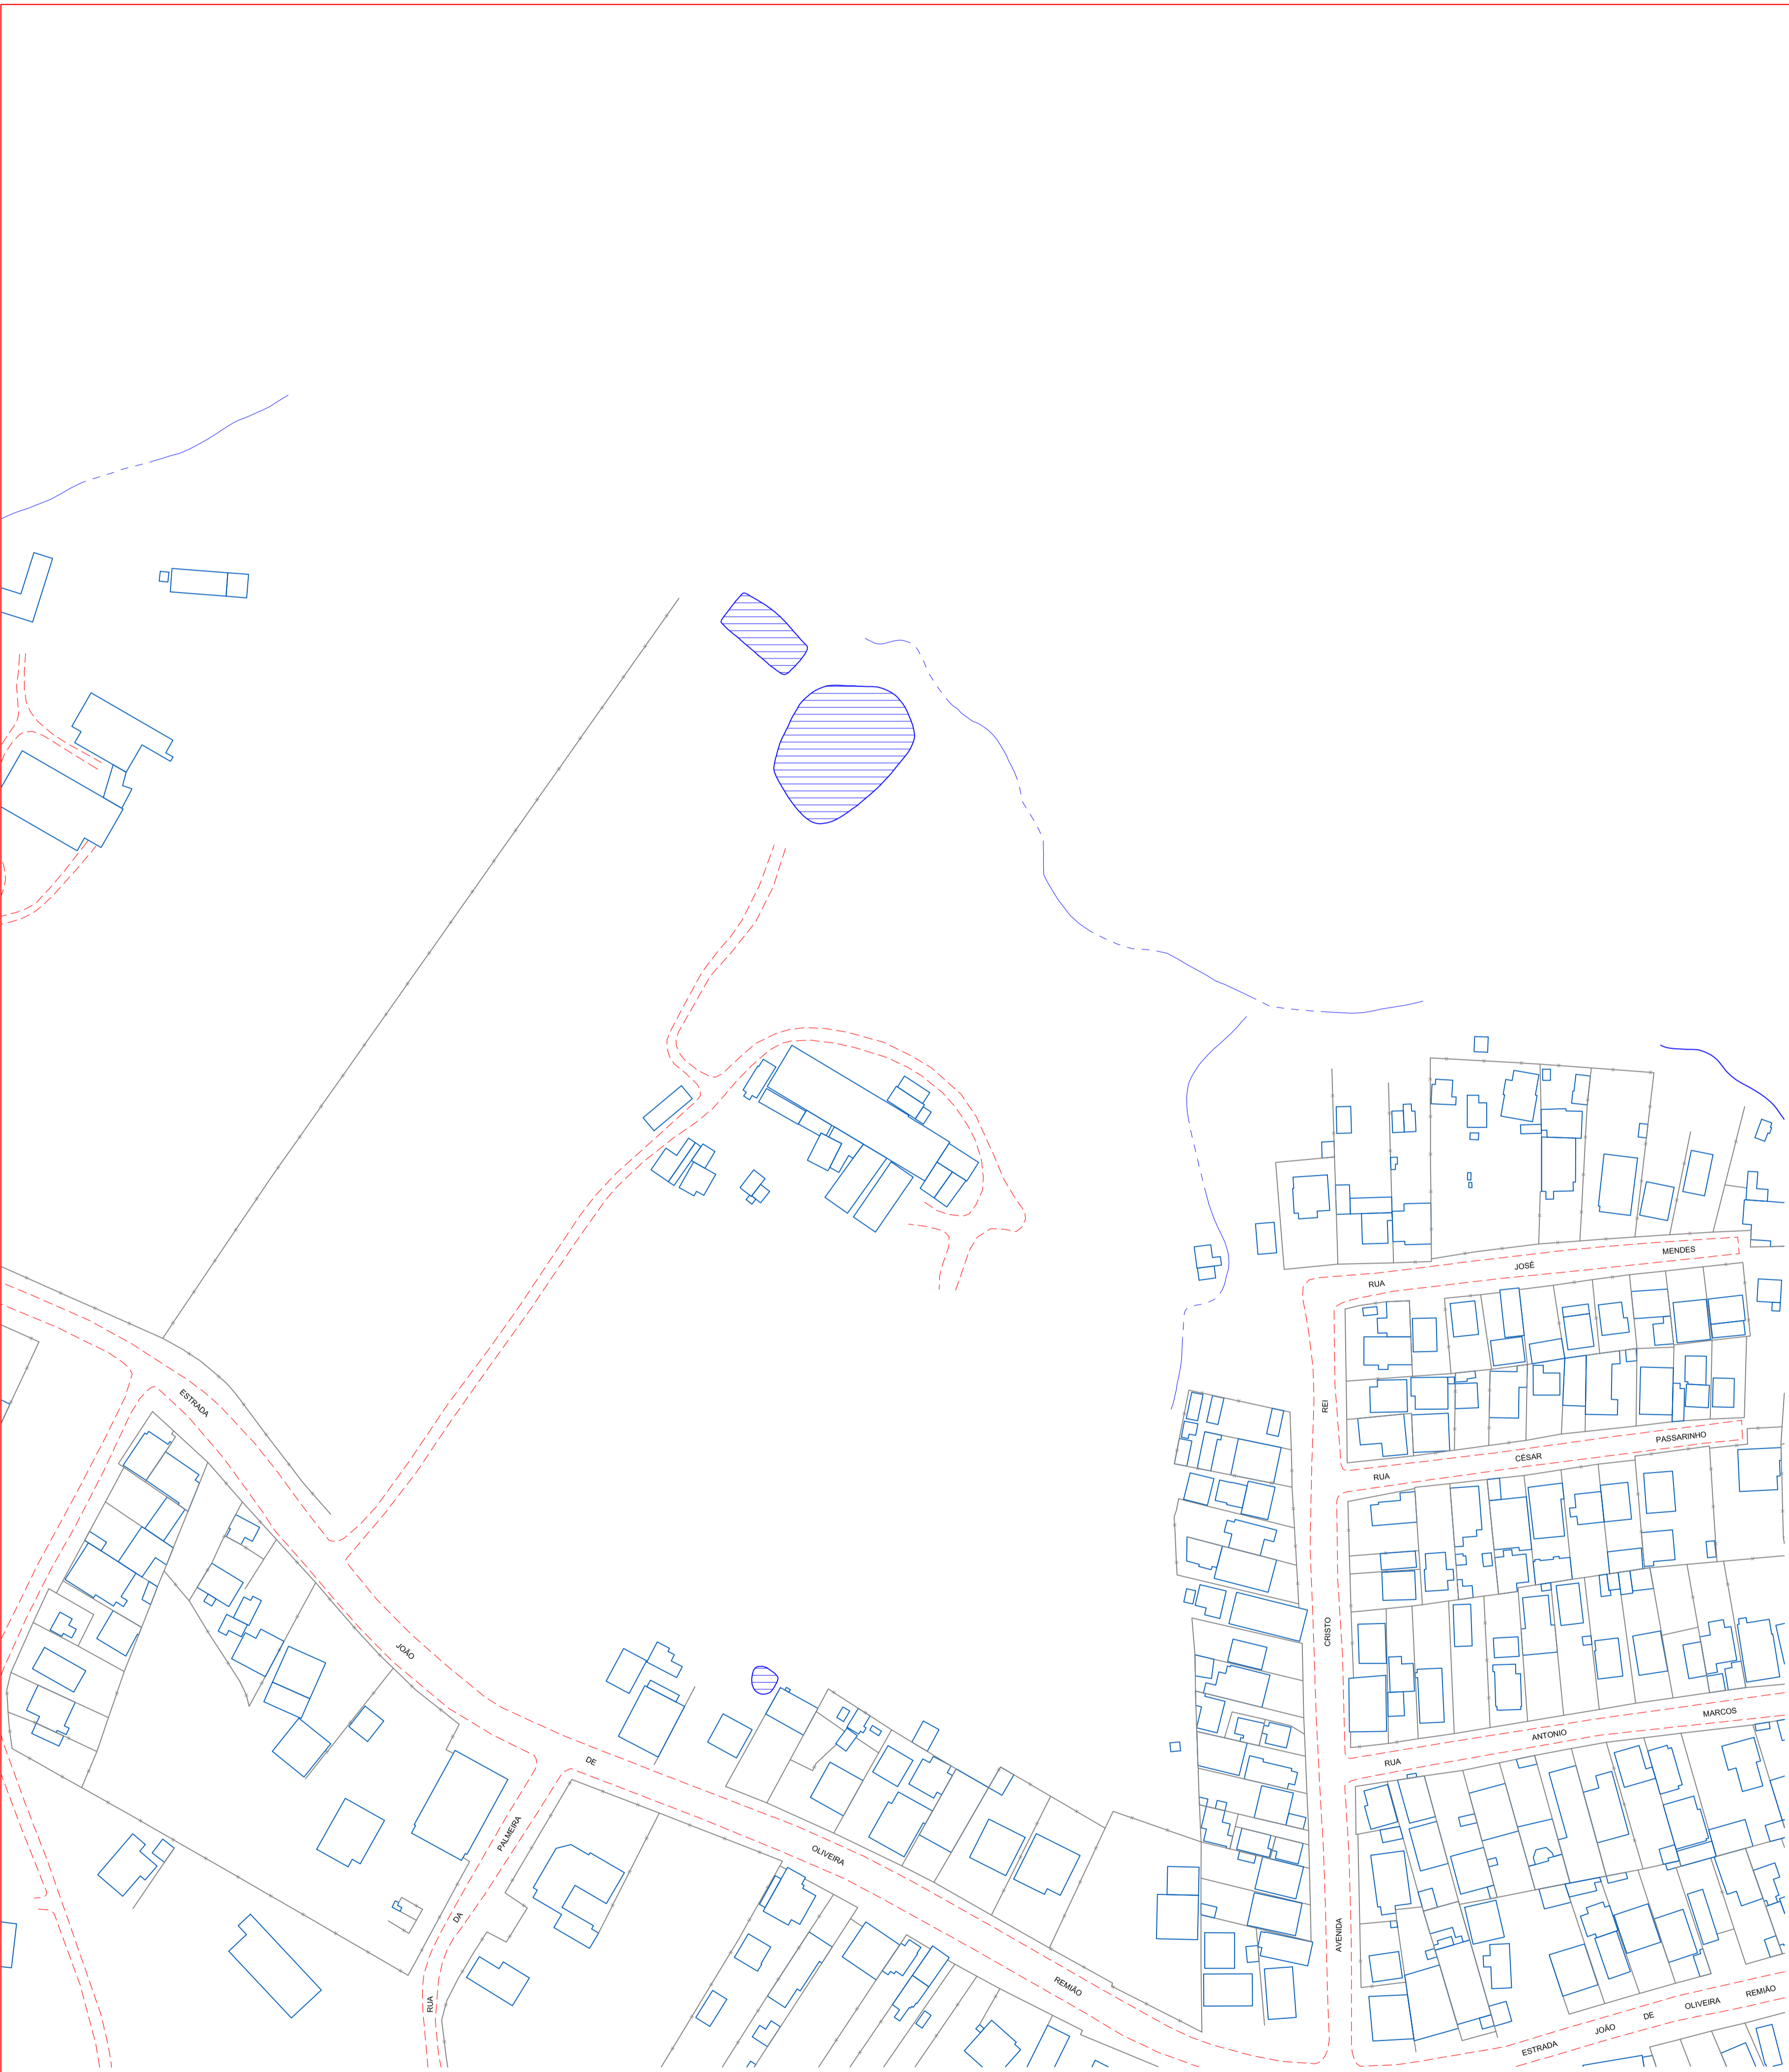 RUA JOSÉ MENDES
RUA CÉSAR PASSARINHO
RUA ANTONIO MARCOS
AVENIDA CRISTO REI
ESTRADA JOÃO DE OLIVEIRA REMIÃO
RUA DA PALMEIRA
ESTRADA JOÃO DE OLIVEIRA REMIÃO